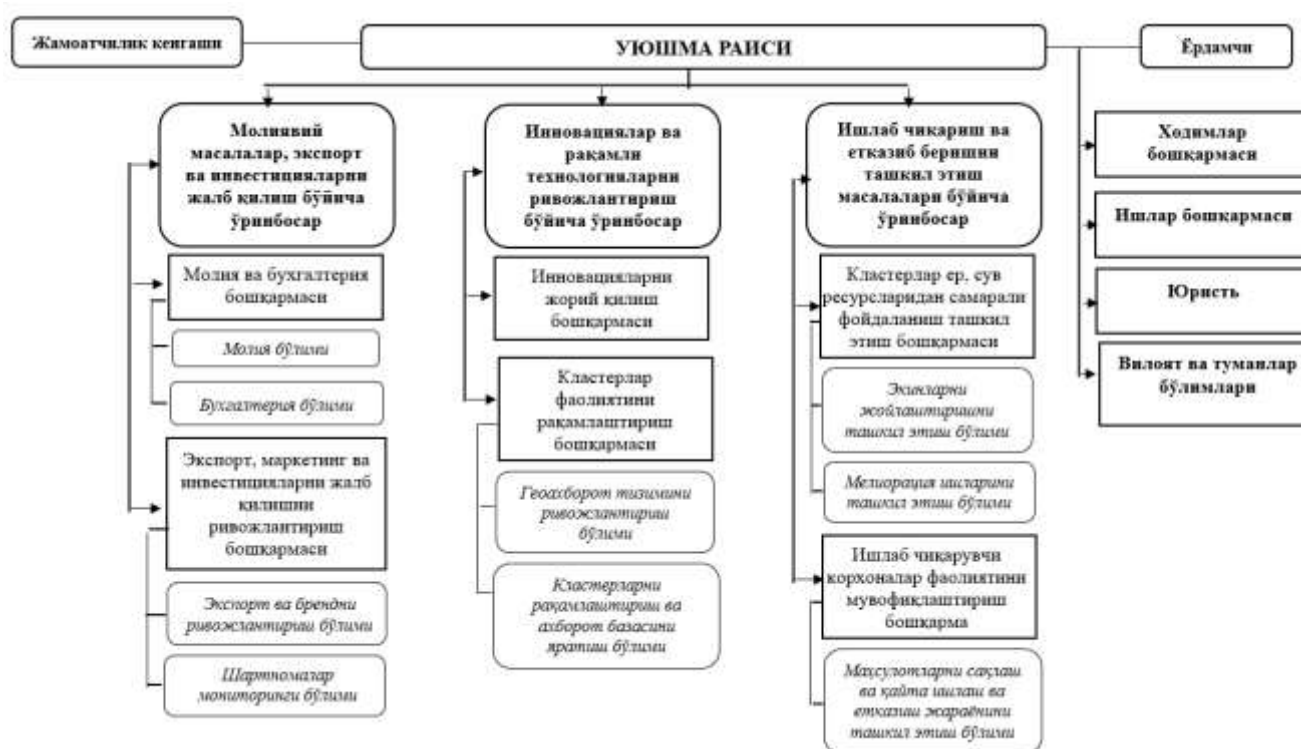 Жамоатчилик кенгаши
УЮШМА РАИСИ
Ёрдамчи
Молиявий
масалалар, экспорт
ва инвестицияларни
жалб қилиш бўйича
ўринбосар
Молия ва бухгалтерия
бошқармаси
Молия бўлими
Бухгалтерия бўлими
Экспорт, маркетинг ва
инвестицияларни жалб
қилишни
ривожлантириш
бошқармаси
Экспорт ва брендни
ривожлантириш бўлими
Шартномалар
мониторинги бўлими
Инновациялар ва
рақамли
технологияларни
ривожлантириш
бўйича ўринбосар
Инновацияларни
жорий қилиш
бошқармаси
Кластерлар
фаолиятини
рақамлаштириш
бошқармаси
Геоахборот тизимини
ривожлантириш
бўлими
Кластерларни
рақамлаштириш ва
ахборот базасини
яратиш бўлими
Ишлаб чиқариш ва
етказиб беришни
ташкил этиш
масалалари бўйича
ўринбосар
Кластерлар ер, сув
ресурсларидан самарали
фойдаланиш ташкил
этиш бошқармаси
Экинларни
жойлаштиришни
ташкил этиш бўлими
Мелиорация ишларини
ташкил этиш бўлими
Ишлаб чиқарувчи
корхоналар фаолиятини
мувофиқлаштириш
бошқарма
Маҳсулотларни сақлаш
ва қайта ишлаш ва
етказиш жараёнини
ташкил этиш бўлими
Ходимлар
бошқармаси
Ишлар бошқармаси
Юристь
Вилоят ва туманлар
бўлимлари